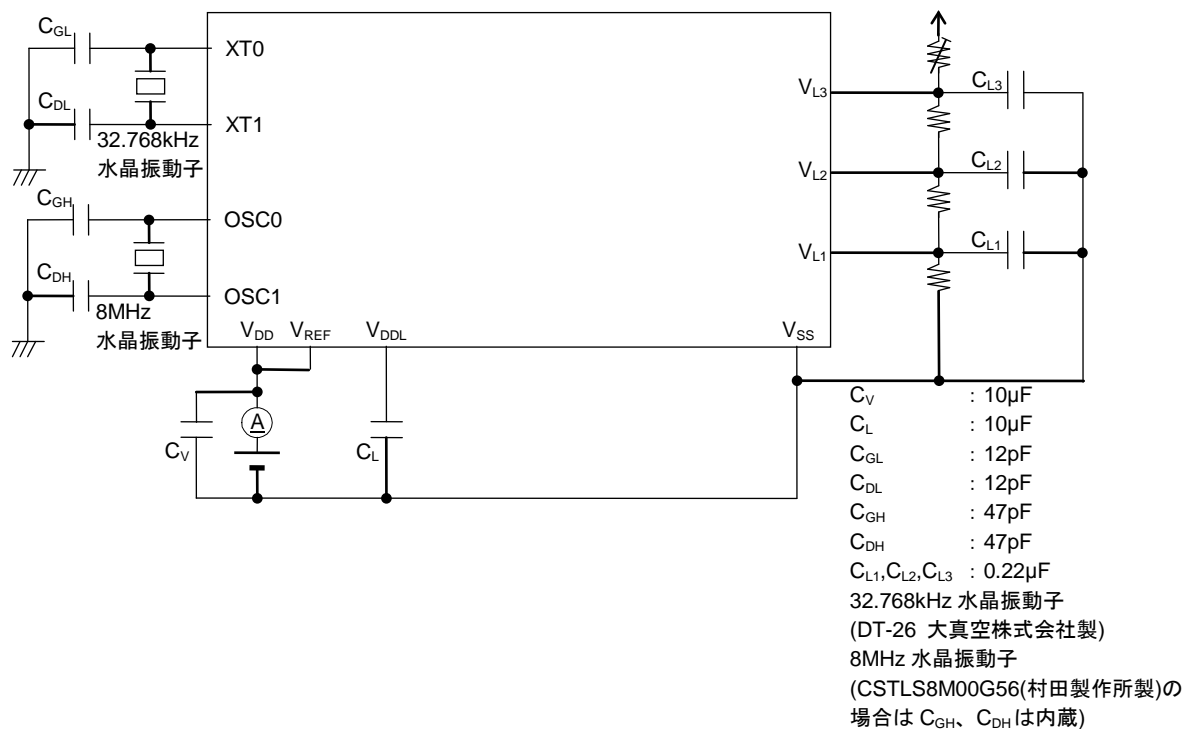 CGL
XT0
CDL
XT1
32.768kHz
水晶振動子
CGH
OSC0
CDH
OSC1
8MHz
水晶振動子
VDD
VREF
VDDL
VSS
VL3
CL3
VL2
CL2
VL1
CL1
A
CV
CL
CV : 10μF
CL : 10μF
CGL : 12pF
CDL : 12pF
CGH : 47pF
CDH : 47pF
CL1,CL2,CL3 : 0.22μF
32.768kHz 水晶振動子
(DT-26 大真空株式会社製)
8MHz 水晶振動子
(CSTLS8M00G56(村田製作所製)の
場合は CGH、CDHは内蔵)